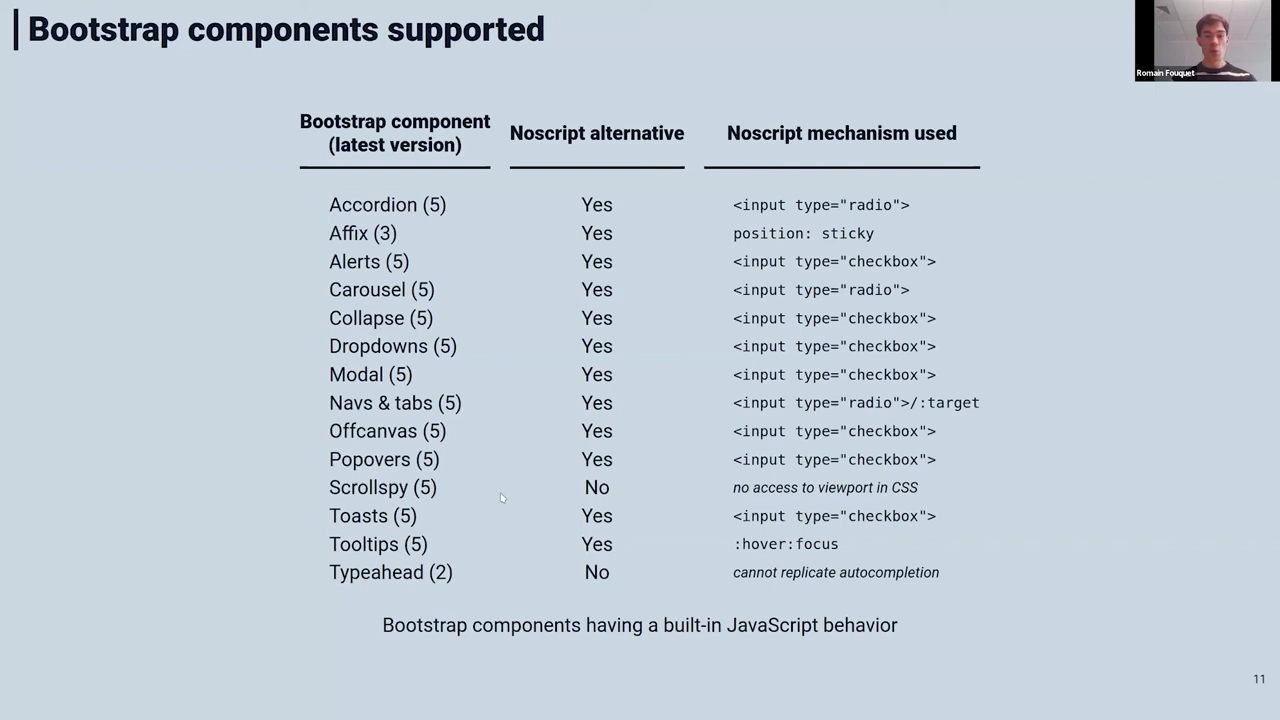 Bootstrap components supported
Romain Fouquet
Bootstrap component
(latest version)
Noscript alternative
Noscript mechanism used
Accordion (5) Yes <input type="radio">
Affix (3) Yes position: sticky
Alerts (5) Yes <input type="checkbox">
Carousel (5) Yes <input type="radio">
Collapse (5) Yes <input type="checkbox">
Dropdowns (5) Yes <input type="checkbox">
Modal (5) Yes <input type="checkbox">
Navs & tabs (5) Yes <input type="radio">/:target
Offcanvas (5) Yes <input type="checkbox">
Popovers (5) Yes <input type="checkbox">
Scrollspy (5) No no access to viewport in CSS
Toasts (5) Yes <input type="checkbox">
Tooltips (5) Yes :hover:focus
Typeahead (2) No cannot replicate autocompletion
Bootstrap components having a built-in JavaScript behavior
11